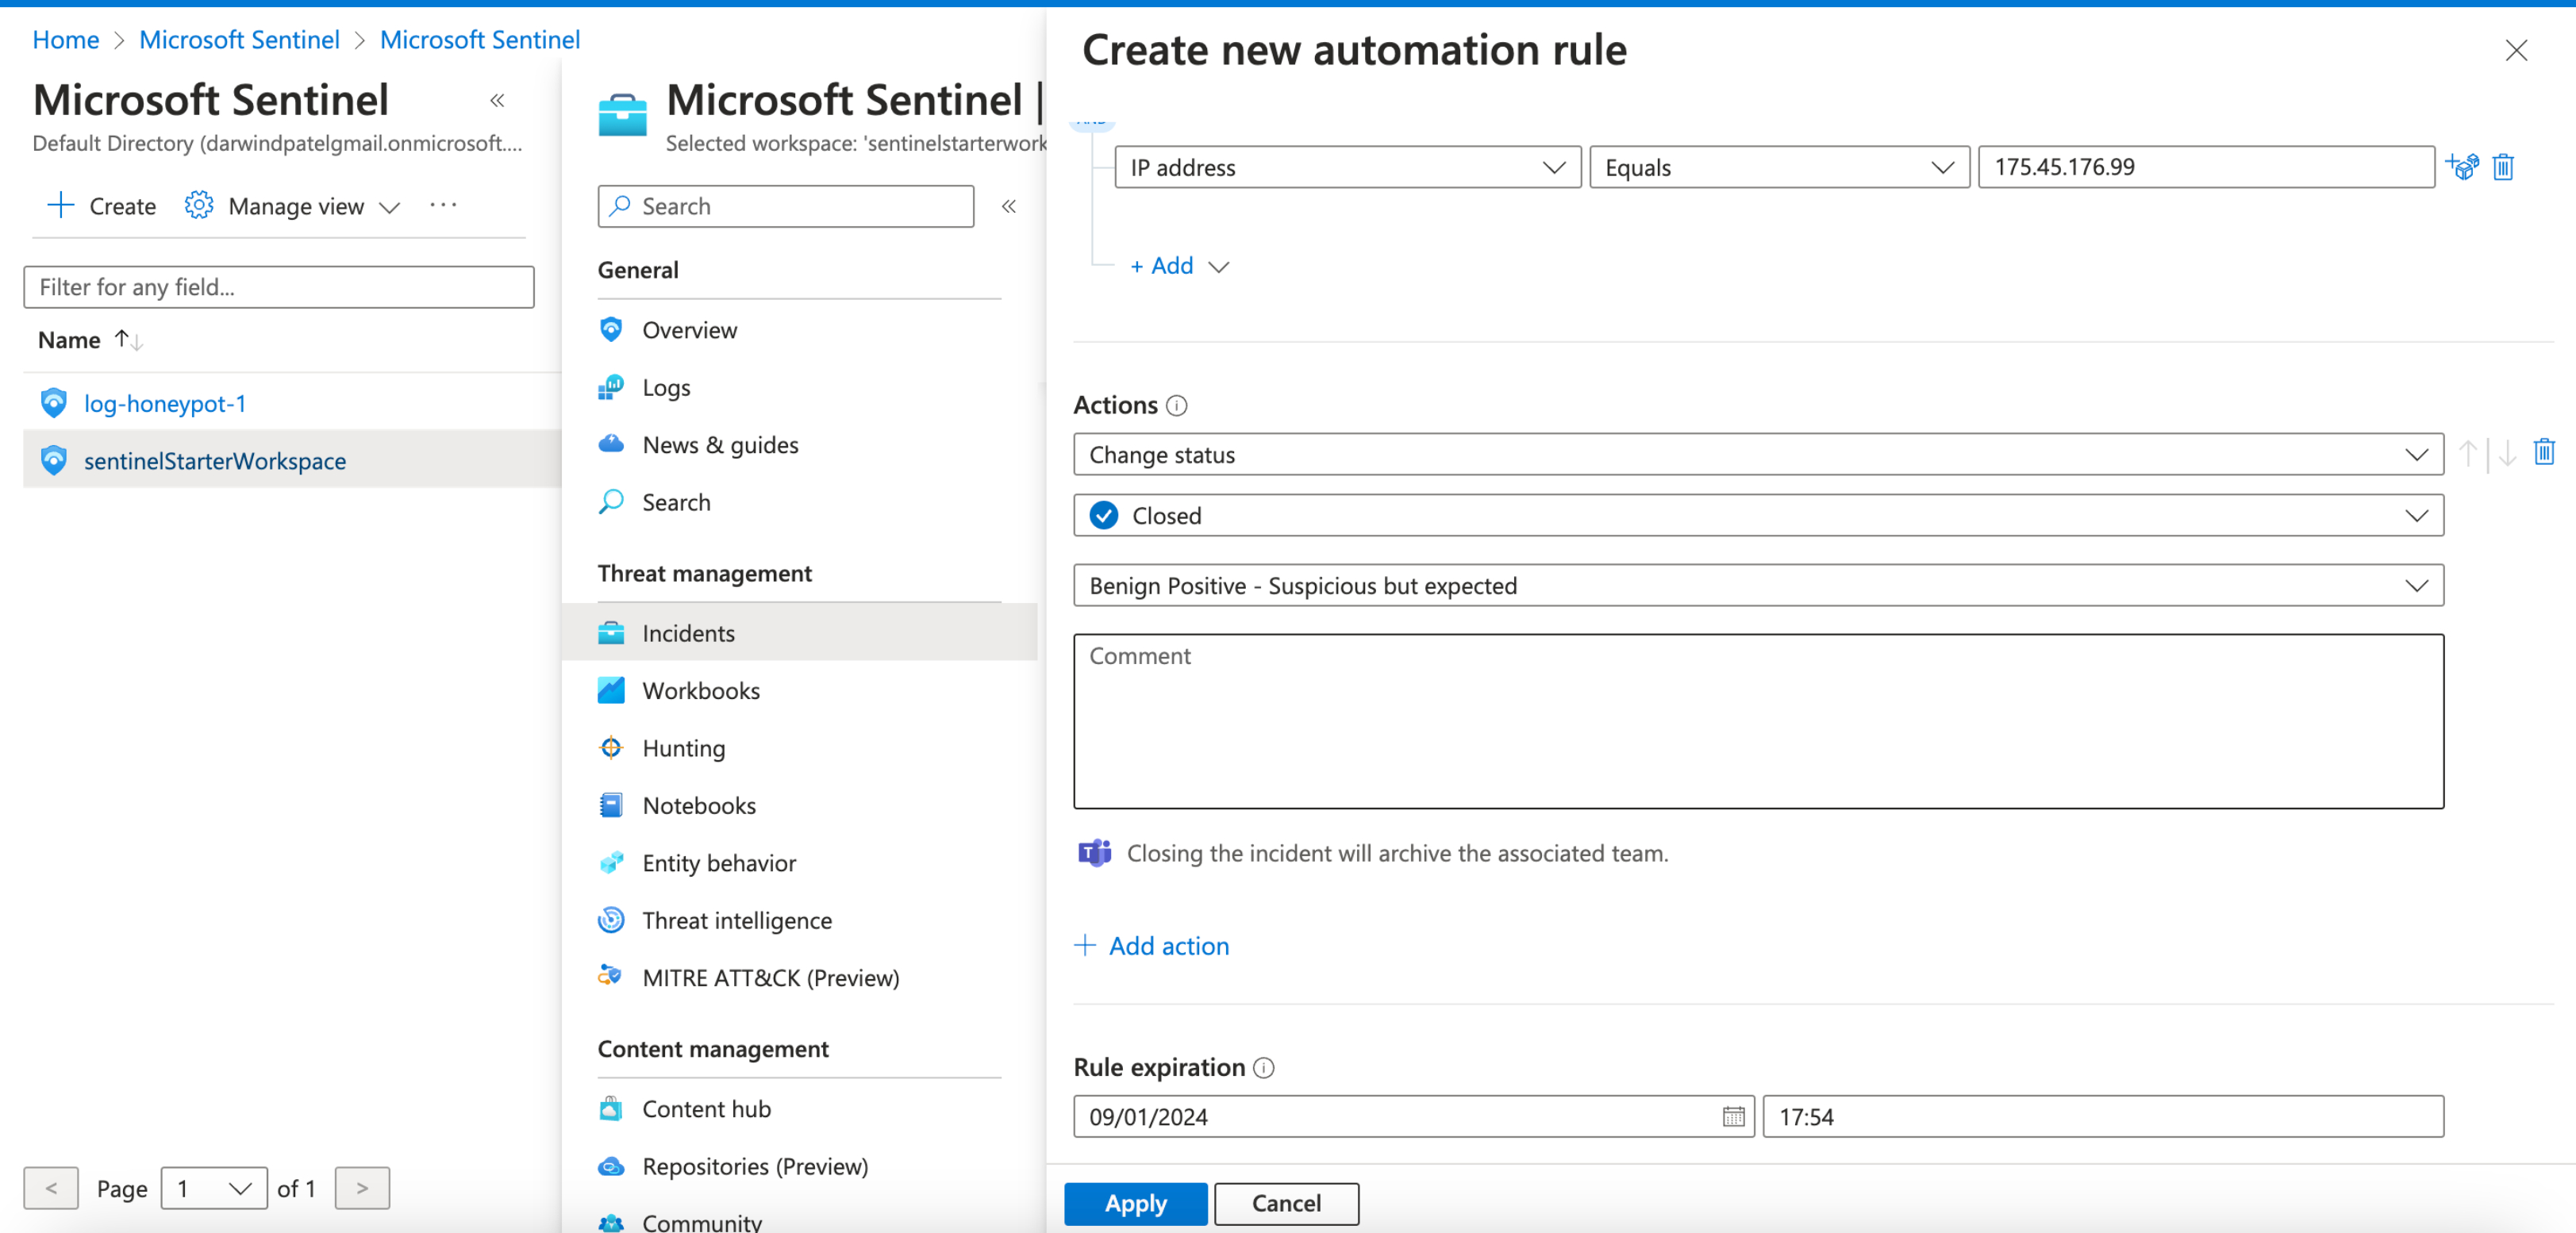 Home > Microsoft Sentinel > Microsoft Sentinel
Microsoft Sentinel
Default Directory (darwindpatelgmail.onmicrosoft....
Create
Manage view
Filter for any field...
Name
log-honeypot-1
sentinelStarterWorkspace
< Page 1 of 1 >
Microsoft Sentinel |
Selected workspace: 'sentinelstarterwork
Search
General
Overview
Logs
News & guides
Search
Threat management
Incidents
Workbooks
Hunting
Notebooks
Entity behavior
Threat intelligence
MITRE ATT&CK (Preview)
Content management
Content hub
Repositories (Preview)
Community
Create new automation rule
IP address
Equals
175.45.176.99
+ Add
Actions
Change status
Closed
Benign Positive - Suspicious but expected
Comment
Closing the incident will archive the associated team.
+ Add action
Rule expiration
09/01/2024
17:54
Apply
Cancel